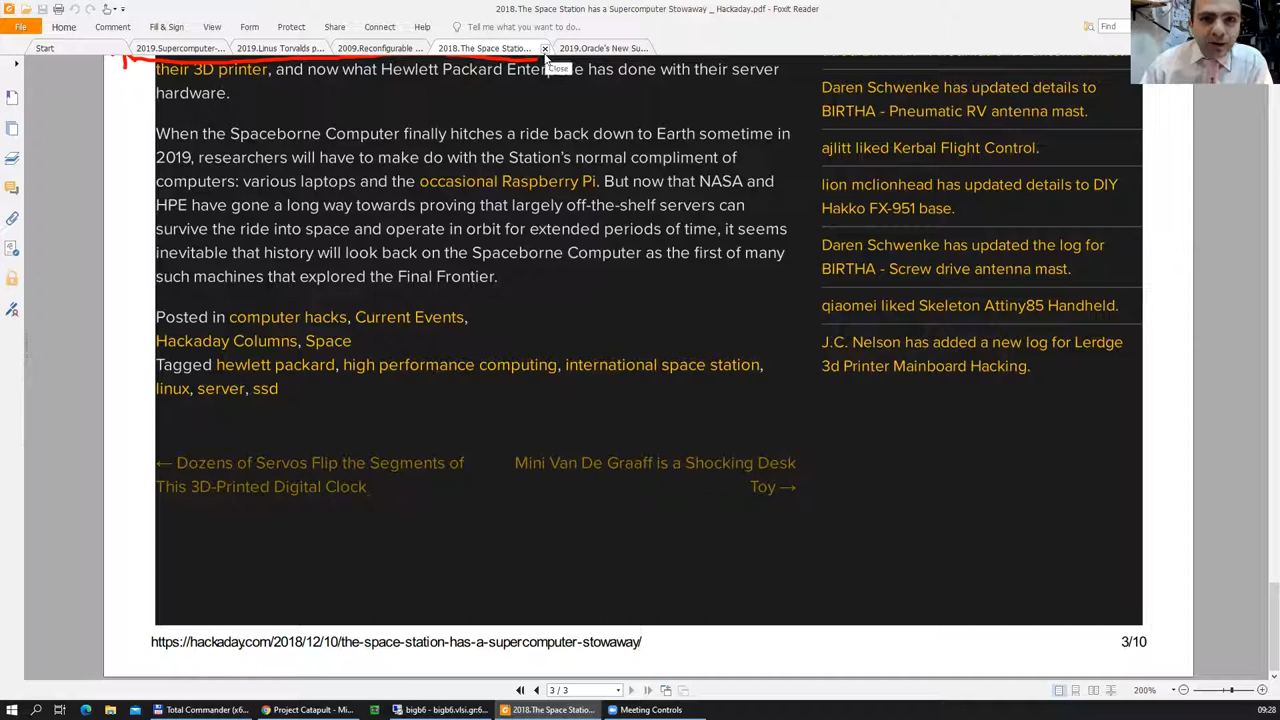 2018.The Space Station has a Supercomputer Stowaway _ Hackaday.pdf - Foxit Reader
File Home Fill & Sign View Form Protect Share Connect Help Tell me what you want to do... Find
Start 2019.Supercomputer-... 2019.Linus Torvalds p... 2009.Reconfigurable ... 2018.The Space Statio... 2019.Oracle's New Su...
Close
their 3D printer, and now what Hewlett Packard Enter e has done with their server
hardware.
When the Spaceborne Computer finally hitches a ride back down to Earth sometime in
2019, researchers will have to make do with the Station's normal compliment of
computers: various laptops and the occasional Raspberry Pi. But now that NASA and
HPE have gone a long way towards proving that largely off-the-shelf servers can
survive the ride into space and operate in orbit for extended periods of time, it seems
inevitable that history will look back on the Spaceborne Computer as the first of many
such machines that explored the Final Frontier.
Posted in computer hacks, Current Events,
Hackaday Columns, Space
Tagged hewlett packard, high performance computing, international space station,
linux, server, ssd
← Dozens of Servos Flip the Segments of
This 3D-Printed Digital Clock
Mini Van De Graaff is a Shocking Desk
Toy →
Daren Schwenke has updated details to
BIRTHA - Pneumatic RV antenna mast.
ajlitt liked Kerbal Flight Control.
lion mclionhead has updated details to DIY
Hakko FX-951 base.
Daren Schwenke has updated the log for
BIRTHA - Screw drive antenna mast.
qiaomei liked Skeleton Attiny85 Handheld.
J.C. Nelson has added a new log for Lerdge
3d Printer Mainboard Hacking.
https://hackaday.com/2018/12/10/the-space-station-has-a-supercomputer-stowaway/ 3/10
3 / 3 200%
Total Commander (x6... Project Catapult - Mi... bigb6 - bigb6.vlsi.gr:6... 2018.The Space Statio... Meeting Controls 09:28